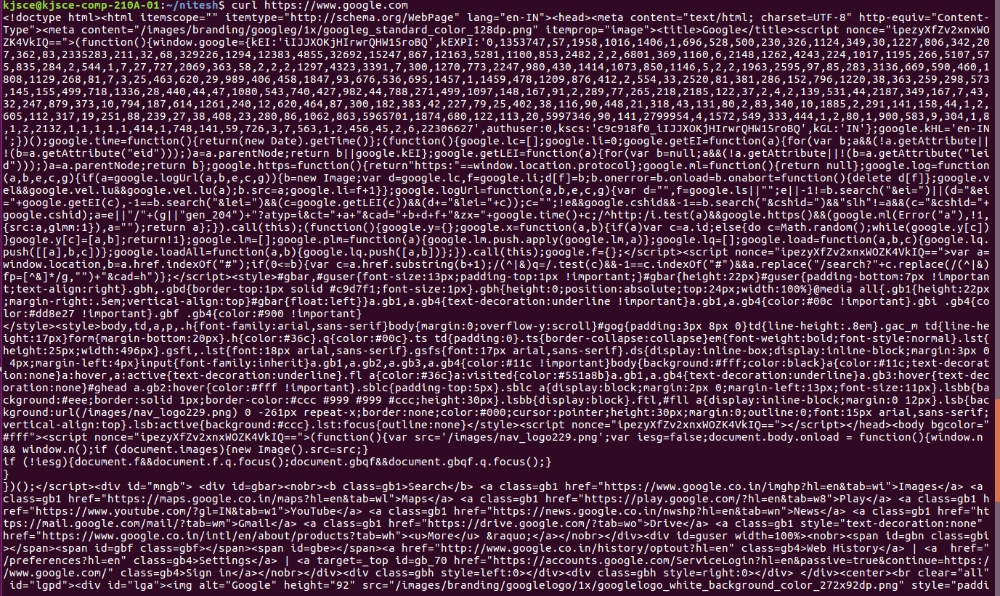 kjsce@kjsce-comp-210A-01:~/nitesh$ curl https://www.google.com
<!doctype html><html itemscope="" itemtype="http://schema.org/WebPage" lang="en-IN"><head><meta content="text/html; charset=UTF-8" http-equiv="Content-
Type"><meta content="/images/branding/googleg/1x/googleg_standard_color_128dp.png" itemprop="image"><title>Google</title><script nonce="ipezyXfZv2xnxWO
ZK4VkIQ==">(function(){window.google={kEI:'iIJJXOKjHIrwrQHW15roBQ',kEXPI:'0,1353747,57,1958,1016,1406,1,696,528,500,230,326,1124,349,30,1227,806,342,20
7,362,83,2335283,211,32,68,329226,1294,12383,4855,32692,15247,867,12163,5281,1100,853,2482,2,2,6801,369,1160,6,2148,1262,4243,224,1017,1195,266,5107,57
5,835,284,2,544,1,7,27,727,2069,363,58,2,2,2,1297,4323,3391,7,300,1270,773,2247,980,430,1414,1073,850,1146,5,2,2,1963,2595,97,85,283,3136,669,590,460,1
808,1129,268,81,7,3,25,463,620,29,989,406,458,1847,93,676,536,695,1457,1,1459,478,1209,876,412,2,554,33,2520,81,381,286,152,796,1220,38,363,259,298,573
,145,155,499,718,1336,28,440,44,47,1080,543,740,427,982,44,788,271,499,1097,148,167,91,2,289,77,265,218,2185,122,37,2,4,2,139,531,44,2187,349,167,7,43,
32,247,879,373,10,794,187,614,1261,240,12,620,464,87,300,182,383,42,227,79,25,402,38,116,90,448,21,318,43,131,80,2,83,340,10,1885,2,291,141,158,44,1,2,
605,112,317,19,251,88,239,27,38,408,23,280,86,1062,863,5965701,1874,680,122,113,20,5997346,90,141,2799954,4,1572,549,333,444,1,2,80,1,900,583,9,304,1,8
,1,2,2132,1,1,1,1,1,414,1,748,141,59,726,3,7,563,1,2,456,45,2,6,22306627',authuser:0,kscs:'c9c918f0_iIJJXOKjHIrwrQHW15roBQ',kGL:'IN'};google.kHL='en-IN
';})();google.time=function(){return(new Date).getTime()};(function(){google.lc=[];google.li=0;google.getEI=function(a){for(var b;a&&(!a.getAttribute||
!(b=a.getAttribute("eid")));)a=a.parentNode;return b||google.kEI};google.getLEI=function(a){for(var b=null;a&&(!a.getAttribute||!(b=a.getAttribute("lei
d")));)a=a.parentNode;return b};google.https=function(){return"https:"==window.location.protocol};google.ml=function(){return null};google.log=function
(a,b,e,c,g){if(a=google.logUrl(a,b,e,c,g)){b=new Image;var d=google.lc,f=google.li;d[f]=b;b.onerror=b.onload=b.onabort=function(){delete d[f]};google.v
el&&google.vel.lu&&google.vel.lu(a);b.src=a;google.li=f+1}};google.logUrl=function(a,b,e,c,g){var d="",f=google.ls||"";e||-1!=b.search("&ei=")||(d="&ei
="+google.getEI(c),-1==b.search("&lei=")&&(c=google.getLEI(c))&&(d+="&lei="+c));c="";!e&&google.cshid&&-1==b.search("&cshid=")&&"slh"!=a&&(c="&cshid="+
google.cshid);a=e||"/"+(g||"gen_204")+"?atyp=i&ct="+a+"&cad="+b+d+f+"&zx="+google.time()+c;/^http:/i.test(a)&&google.https()&&(google.ml(Error("a"),!1,
{src:a,glmm:1}),a="");return a};}).call(this);(function(){google.y={};google.x=function(a,b){if(a)var c=a.id;else{do c=Math.random();while(google.y[c])
}google.y[c]=[a,b];return!1};google.lm=[];google.plm=function(a){google.lm.push.apply(google.lm,a)};google.lq=[];google.load=function(a,b,c){google.lq.
push([[a],b,c])};google.loadAll=function(a,b){google.lq.push([a,b])};}).call(this);google.f={};</script><script nonce="ipezyXfZv2xnxWOZK4VkIQ==">var a=
window.location,b=a.href.indexOf("#");if(0<=b){var c=a.href.substring(b+1);/(^|&)q=/.test(c)&&-1==c.indexOf("#")&&a.replace("/search?"+c.replace(/(^|&)
fp=[^&]*/g,"")+"&cad=h")};</script><style>#gbar,#guser{font-size:13px;padding-top:1px !important;}#gbar{height:22px}#guser{padding-bottom:7px !importan
t;text-align:right}.gbh,.gbd{border-top:1px solid #c9d7f1;font-size:1px}.gbh{height:0;position:absolute;top:24px;width:100%}@media all{.gb1{height:22px
;margin-right:.5em;vertical-align:top}#gbar{float:left}}a.gb1,a.gb4{text-decoration:underline !important}a.gb1,a.gb4{color:#00c !important}.gbi .gb4{co
lor:#dd8e27 !important}.gbf .gb4{color:#900 !important}
</style><style>body,td,a,p,.h{font-family:arial,sans-serif}body{margin:0;overflow-y:scroll}#gog{padding:3px 8px 0}td{line-height:.8em}.gac_m td{line-he
ight:17px}form{margin-bottom:20px}.h{color:#36c}.q{color:#00c}.ts td{padding:0}.ts{border-collapse:collapse}em{font-weight:bold;font-style:normal}.lst{
height:25px;width:496px}.gsfi,.lst{font:18px arial,sans-serif}.gsfs{font:17px arial,sans-serif}.ds{display:inline-box;display:inline-block;margin:3px 0
 4px;margin-left:4px}input{font-family:inherit}a.gb1,a.gb2,a.gb3,a.gb4{color:#11c !important}body{background:#fff;color:black}a{color:#11c;text-decorat
ion:none}a:hover,a:active{text-decoration:underline}.fl a{color:#36c}a:visited{color:#551a8b}a.gb1,a.gb4{text-decoration:underline}a.gb3:hover{text-dec
oration:none}#ghead a.gb2:hover{color:#fff !important}.sblc{padding-top:5px}.sblc a{display:block;margin:2px 0;margin-left:13px;font-size:11px}.lsbb{ba
ckground:#eee;border:solid 1px;border-color:#ccc #999 #999 #ccc;height:30px}.lsbb{display:block}.ftl,#fll a{display:inline-block;margin:0 12px}.lsb{bac
kground:url(/images/nav_logo229.png) 0 -261px repeat-x;border:none;color:#000;cursor:pointer;height:30px;margin:0;outline:0;font:15px arial,sans-serif;
vertical-align:top}.lsb:active{background:#ccc}.lst:focus{outline:none}</style><script nonce="ipezyXfZv2xnxWOZK4VkIQ=="></script></head><body bgcolor="
#fff"><script nonce="ipezyXfZv2xnxWOZK4VkIQ==">(function(){var src='/images/nav_logo229.png';var iesg=false;document.body.onload = function(){window.n 
&& window.n();if (document.images){new Image().src=src;}
if (!iesg){document.f&&document.f.q.focus();document.gbqf&&document.gbqf.q.focus();}
}
})();</script><div id="mngb"> <div id=gbar><nobr><b class=gb1>Search</b> <a class=gb1 href="https://www.google.co.in/imghp?hl=en&tab=wi">Images</a> <a 
class=gb1 href="https://maps.google.co.in/maps?hl=en&tab=wl">Maps</a> <a class=gb1 href="https://play.google.com/?hl=en&tab=w8">Play</a> <a class=gb1 h
ref="https://www.youtube.com/?gl=IN&tab=w1">YouTube</a> <a class=gb1 href="https://news.google.co.in/nwshp?hl=en&tab=wn">News</a> <a class=gb1 href="ht
tps://mail.google.com/mail/?tab=wm">Gmail</a> <a class=gb1 href="https://drive.google.com/?tab=wo">Drive</a> <a class=gb1 style="text-decoration:none" 
href="https://www.google.co.in/intl/en/about/products?tab=wh"><u>More</u> &raquo;</a></nobr></div><div id=guser width=100%><nobr><span id=gbn class=gbi
></span><span id=gbf class=gbf></span><span id=gbe></span><a href="http://www.google.co.in/history/optout?hl=en" class=gb4>Web History</a> | <a  href="
/preferences?hl=en" class=gb4>Settings</a> | <a target=_top id=gb_70 href="https://accounts.google.com/ServiceLogin?hl=en&passive=true&continue=https:/
/www.google.com/" class=gb4>Sign in</a></nobr></div><div class=gbh style=left:0></div><div class=gbh style=right:0></div> </div><center><br clear="all"
 id="lgpd"><div id="lga"><img alt="Google" height="92" src="/images/branding/googlelogo/1x/googlelogo_white_background_color_272x92dp.png" style="paddi